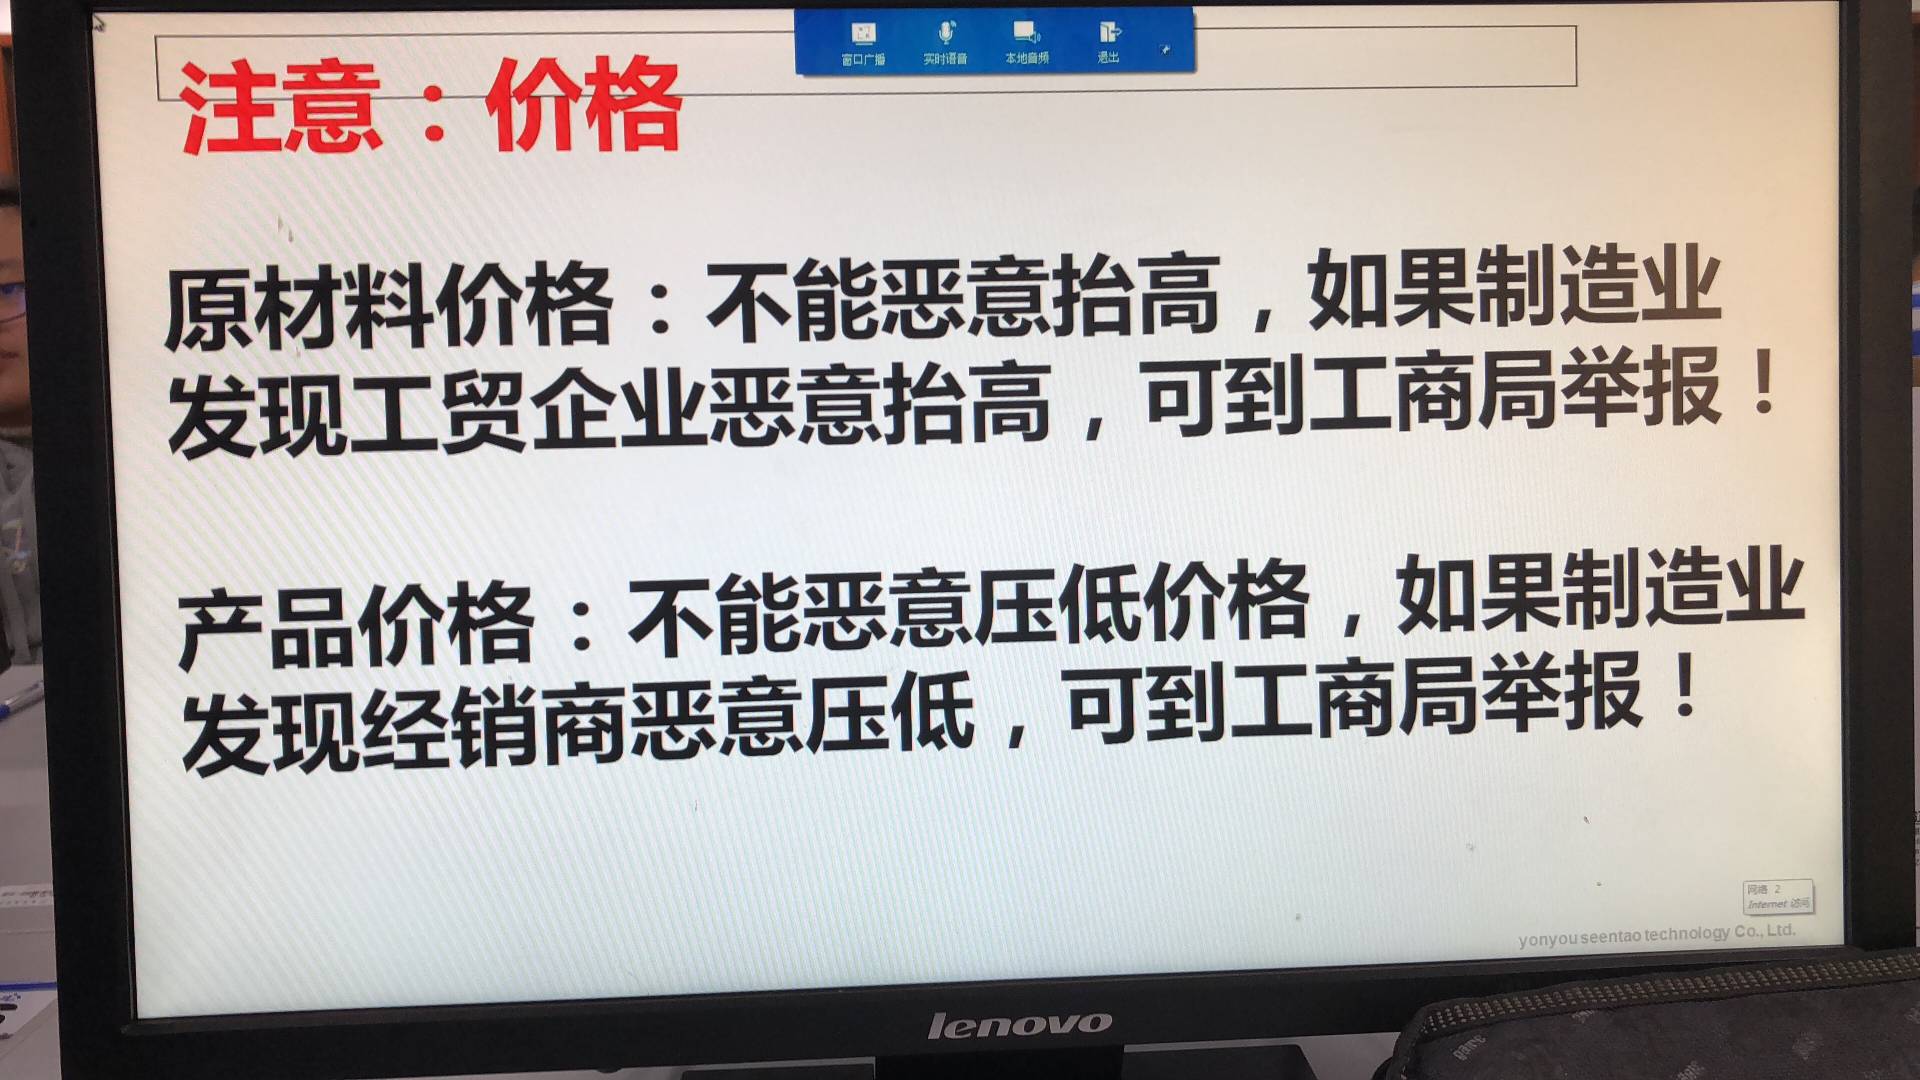 窗口广播 实时语音 本地音频 退出
注意：价格
原材料价格：不能恶意抬高，如果制造业
发现工贸企业恶意抬高，可到工商局举报！
产品价格：不能恶意压低价格，如果制造业
发现经销商恶意压低，可到工商局举报！
网络 2
Internet 访问
yonyou seentao technology Co., Ltd.
lenovo